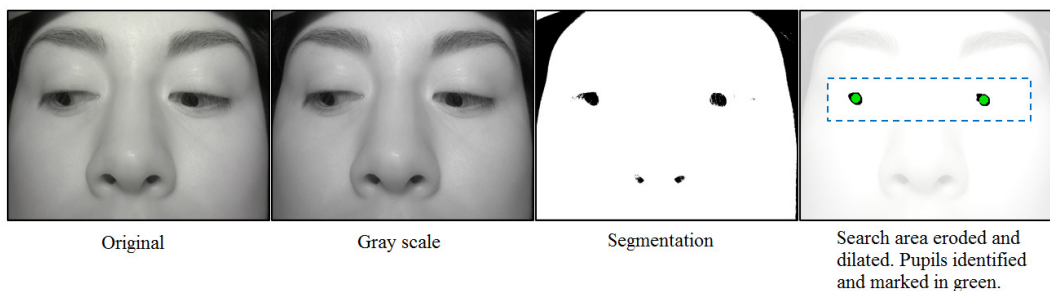 Original
Gray scale
Segmentation
Search area eroded and
dilated. Pupils identified
and marked in green.